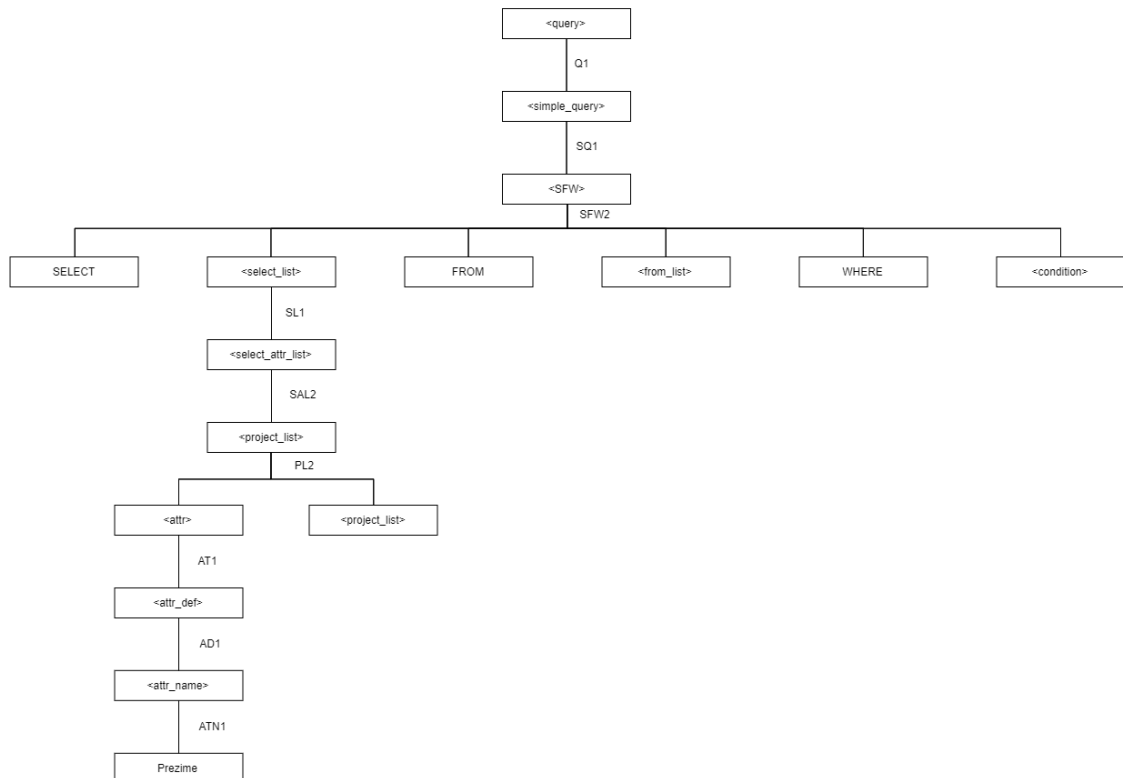 <query>
Q1
<simple_query>
SQ1
<SFW>
SFW2
SELECT
<select_list>
FROM
<from_list>
WHERE
<condition>
SL1
<select_attr_list>
SAL2
<project_list>
PL2
<attr>
<project_list>
AT1
<attr_def>
AD1
<attr_name>
ATN1
Prezime